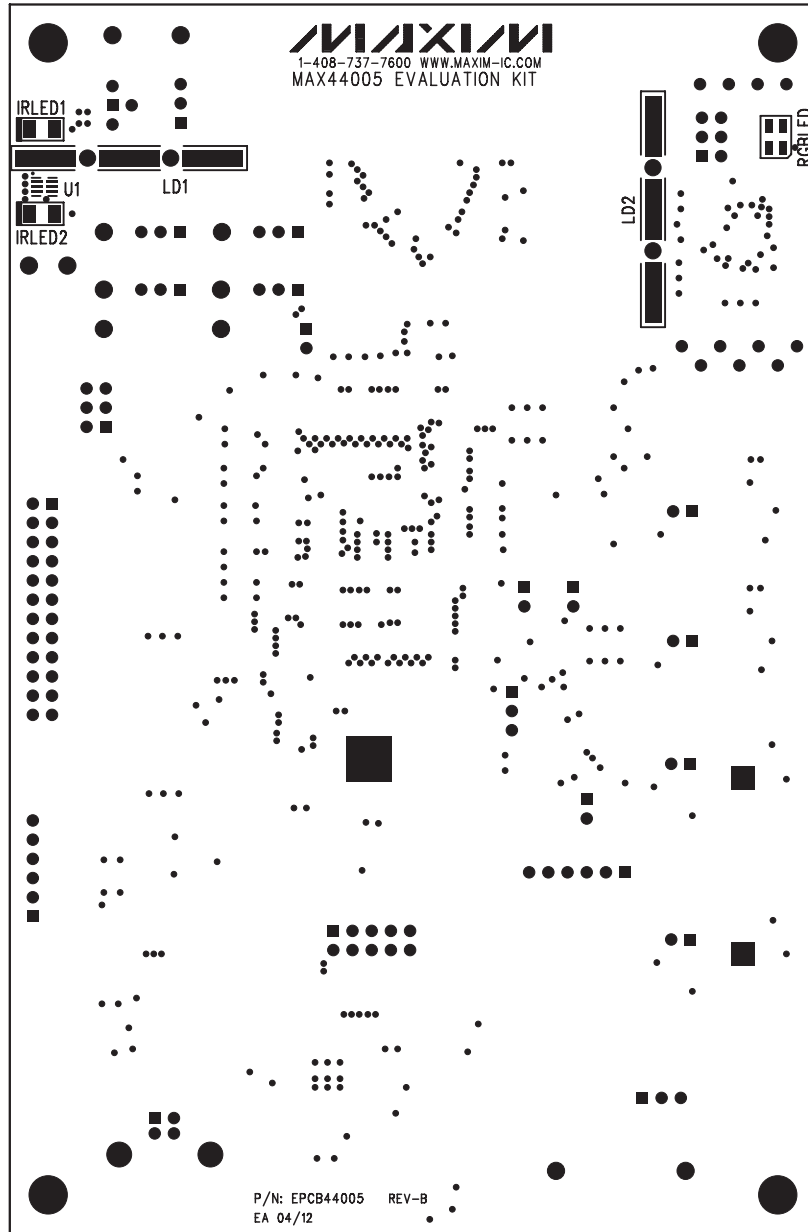 MAXIM
1-408-737-7600 WWW.MAXIM-IC.COM
MAX44005 EVALUATION KIT
IRLED1
LD1
U1
IRLED2
LD2
RGBLED
P/N: EPCB44005 REV-B
EA 04/12